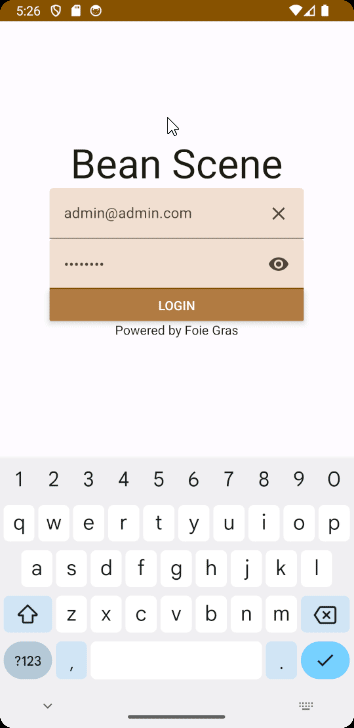 5:26
Bean Scene
admin@admin.com
••••••••
LOGIN
Powered by Foie Gras
1 2 3 4 5 6 7 8 9 0
q w e r t y u i o p
a s d f g h j k l
z x c v b n m
?123 , .